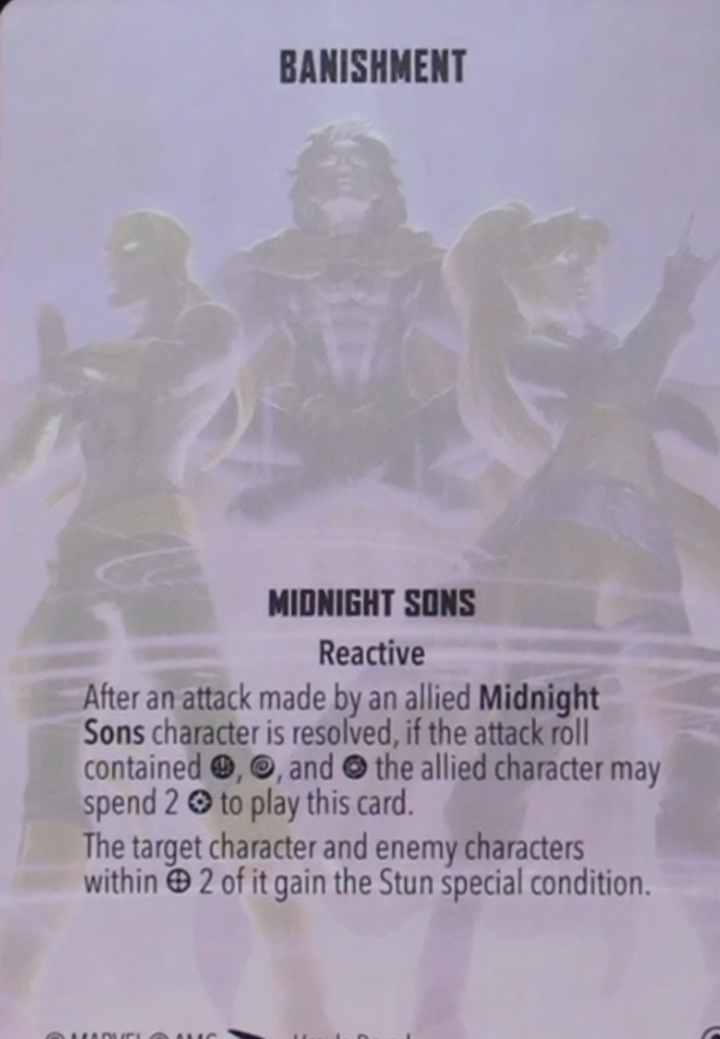 BANISHMENT
MIDNIGHT SONS
Reactive
After an attack made by an allied Midnight
Sons character is resolved, if the attack roll
contained , , and the allied character may
spend 2 to play this card.
The target character and enemy characters
within 2 of it gain the Stun special condition.
© MARVEL © AMG